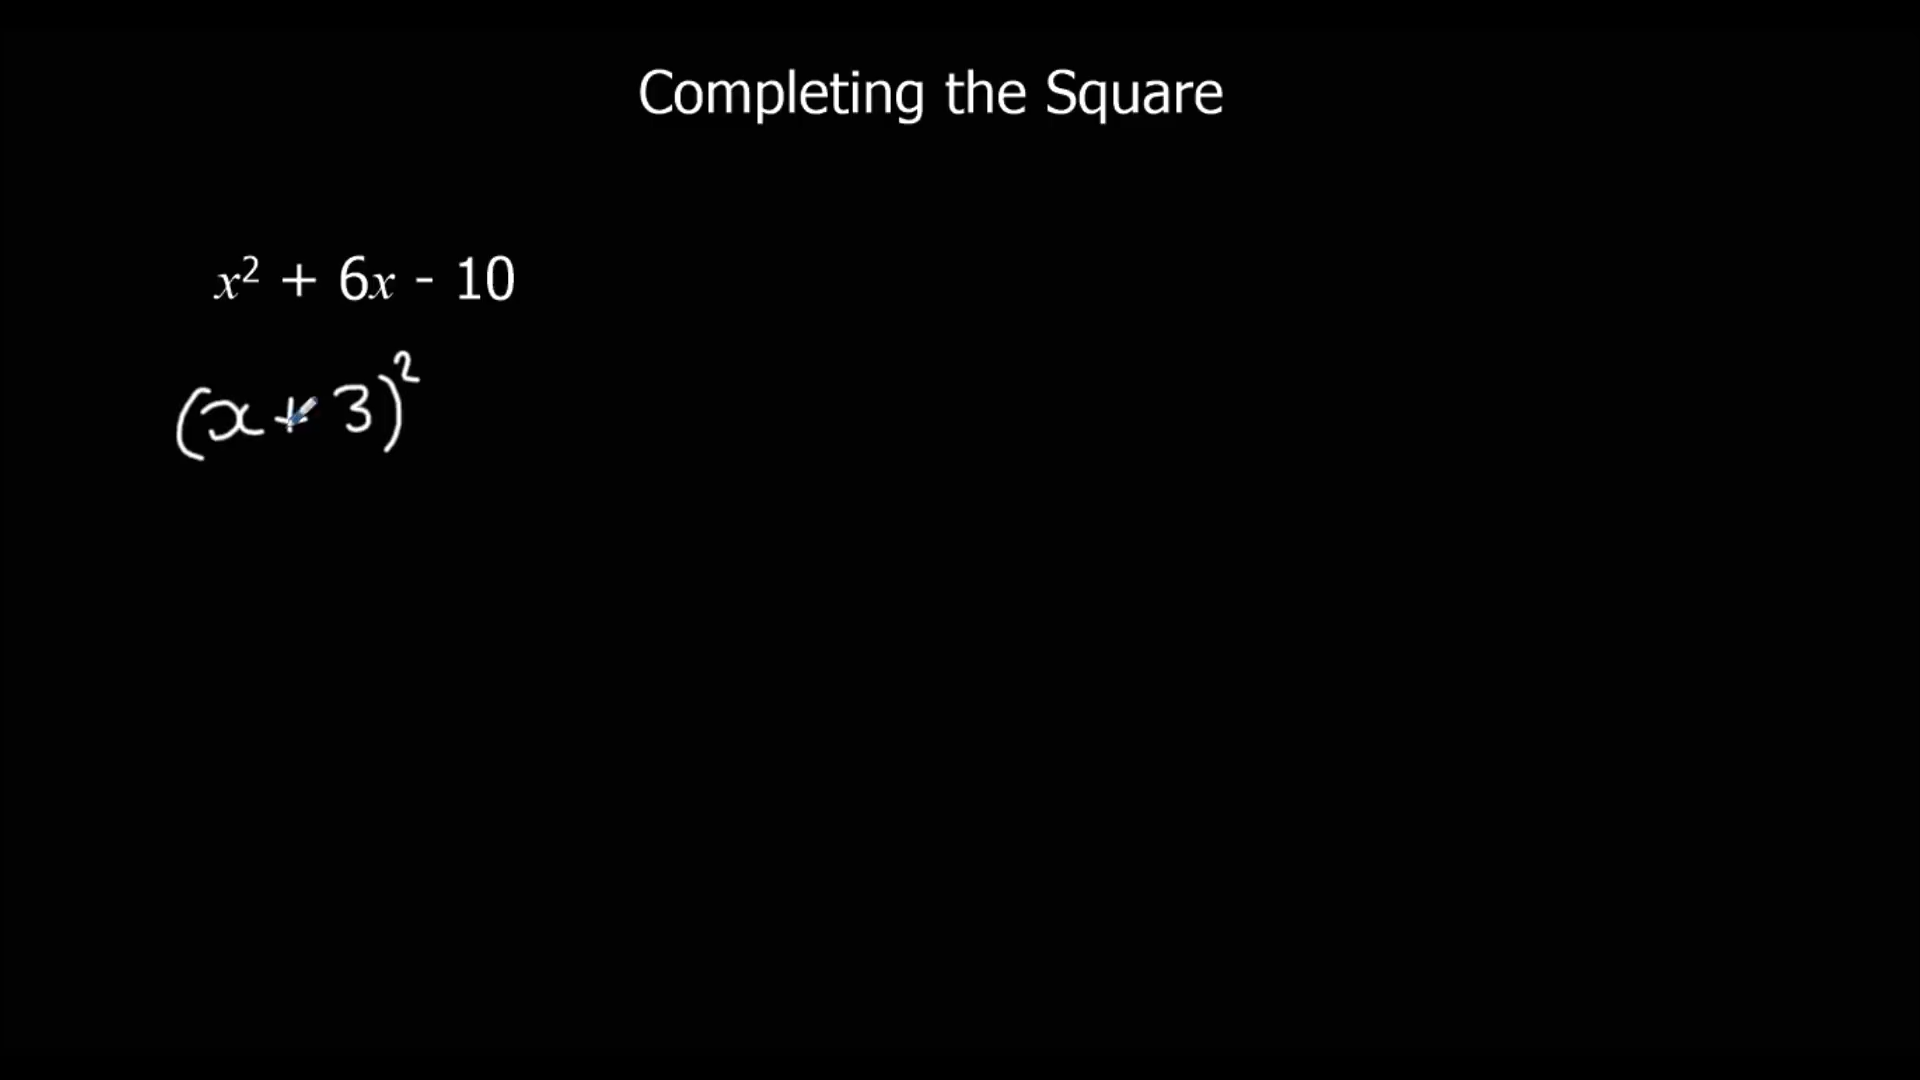 Completing the Square
x² + 6x - 10
(x + 3)²